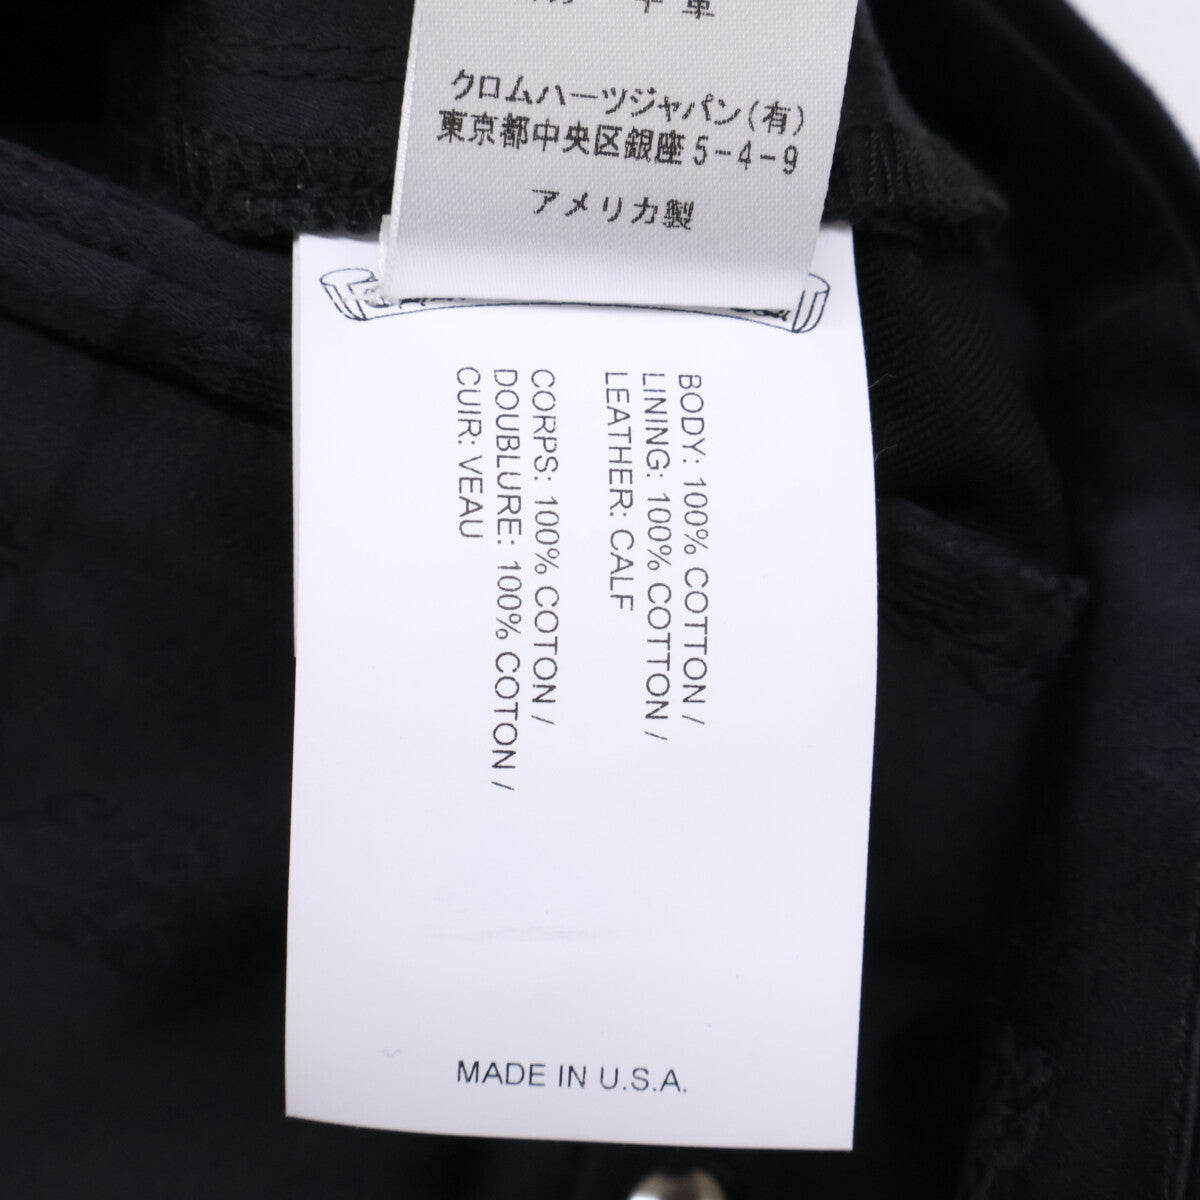 クロムハーツジャパン(有)
東京都中央区銀座5-4-9
アメリカ製
BODY: 100% COTTON /
LINING: 100% COTTON /
LEATHER: CALF
CORPS: 100% COTON /
DOUBLURE: 100% COTON /
CUIR: VEAU
MADE IN U.S.A.